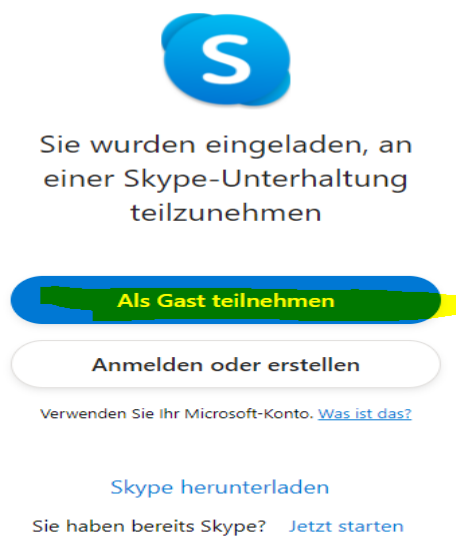 S
Sie wurden eingeladen, an
einer Skype-Unterhaltung
teilzunehmen
Als Gast teilnehmen
Anmelden oder erstellen
Verwenden Sie Ihr Microsoft-Konto. Was ist das?
Skype herunterladen
Sie haben bereits Skype? Jetzt starten